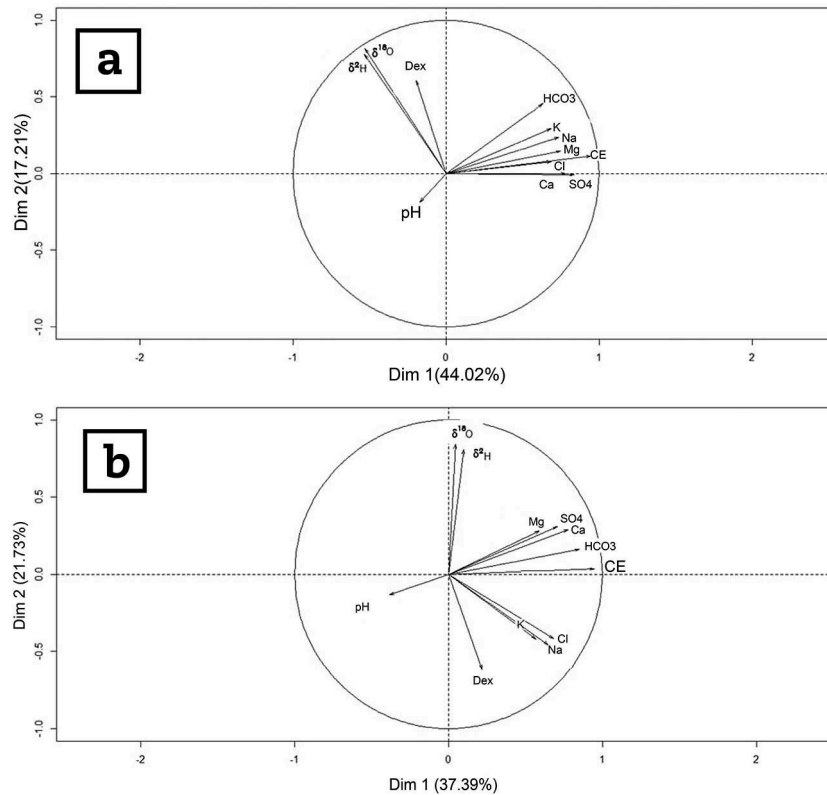 a
1.0
0.5
0.0
-0.5
-1.0
Dim 2(17.21%)
δ¹⁸O
δ²H
Dex
HCO3
K
Na
Mg
CE
Cl
Ca
SO4
pH
-2
-1
0
1
2
Dim 1(44.02%)
b
1.0
0.5
0.0
-0.5
-1.0
Dim 2 (21.73%)
δ¹⁸O
δ²H
Mg
SO4
Ca
HCO3
CE
pH
K
Cl
Na
Dex
-2
-1
0
1
2
Dim 1 (37.39%)